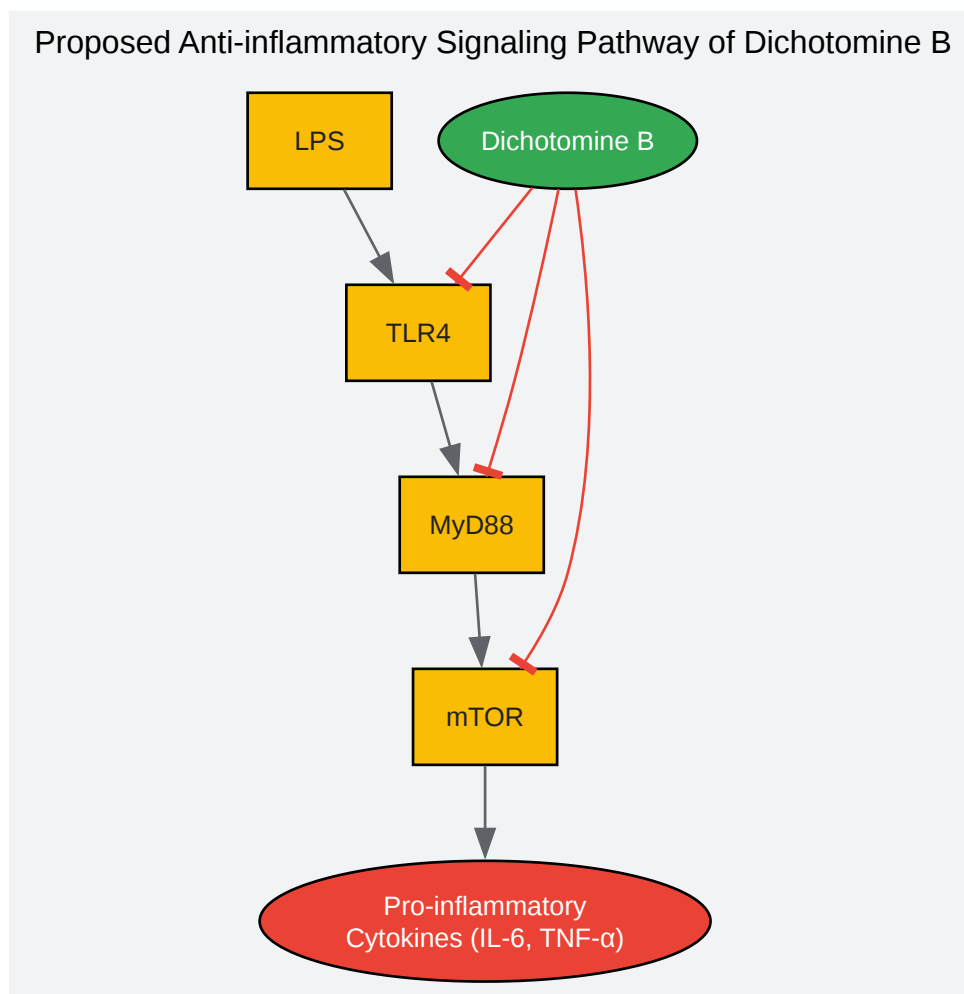 Proposed Anti-inflammatory Signaling Pathway of Dichotomine B
LPS
Dichotomine B
TLR4
MyD88
mTOR
Pro-inflammatory
Cytokines (IL-6, TNF-α)